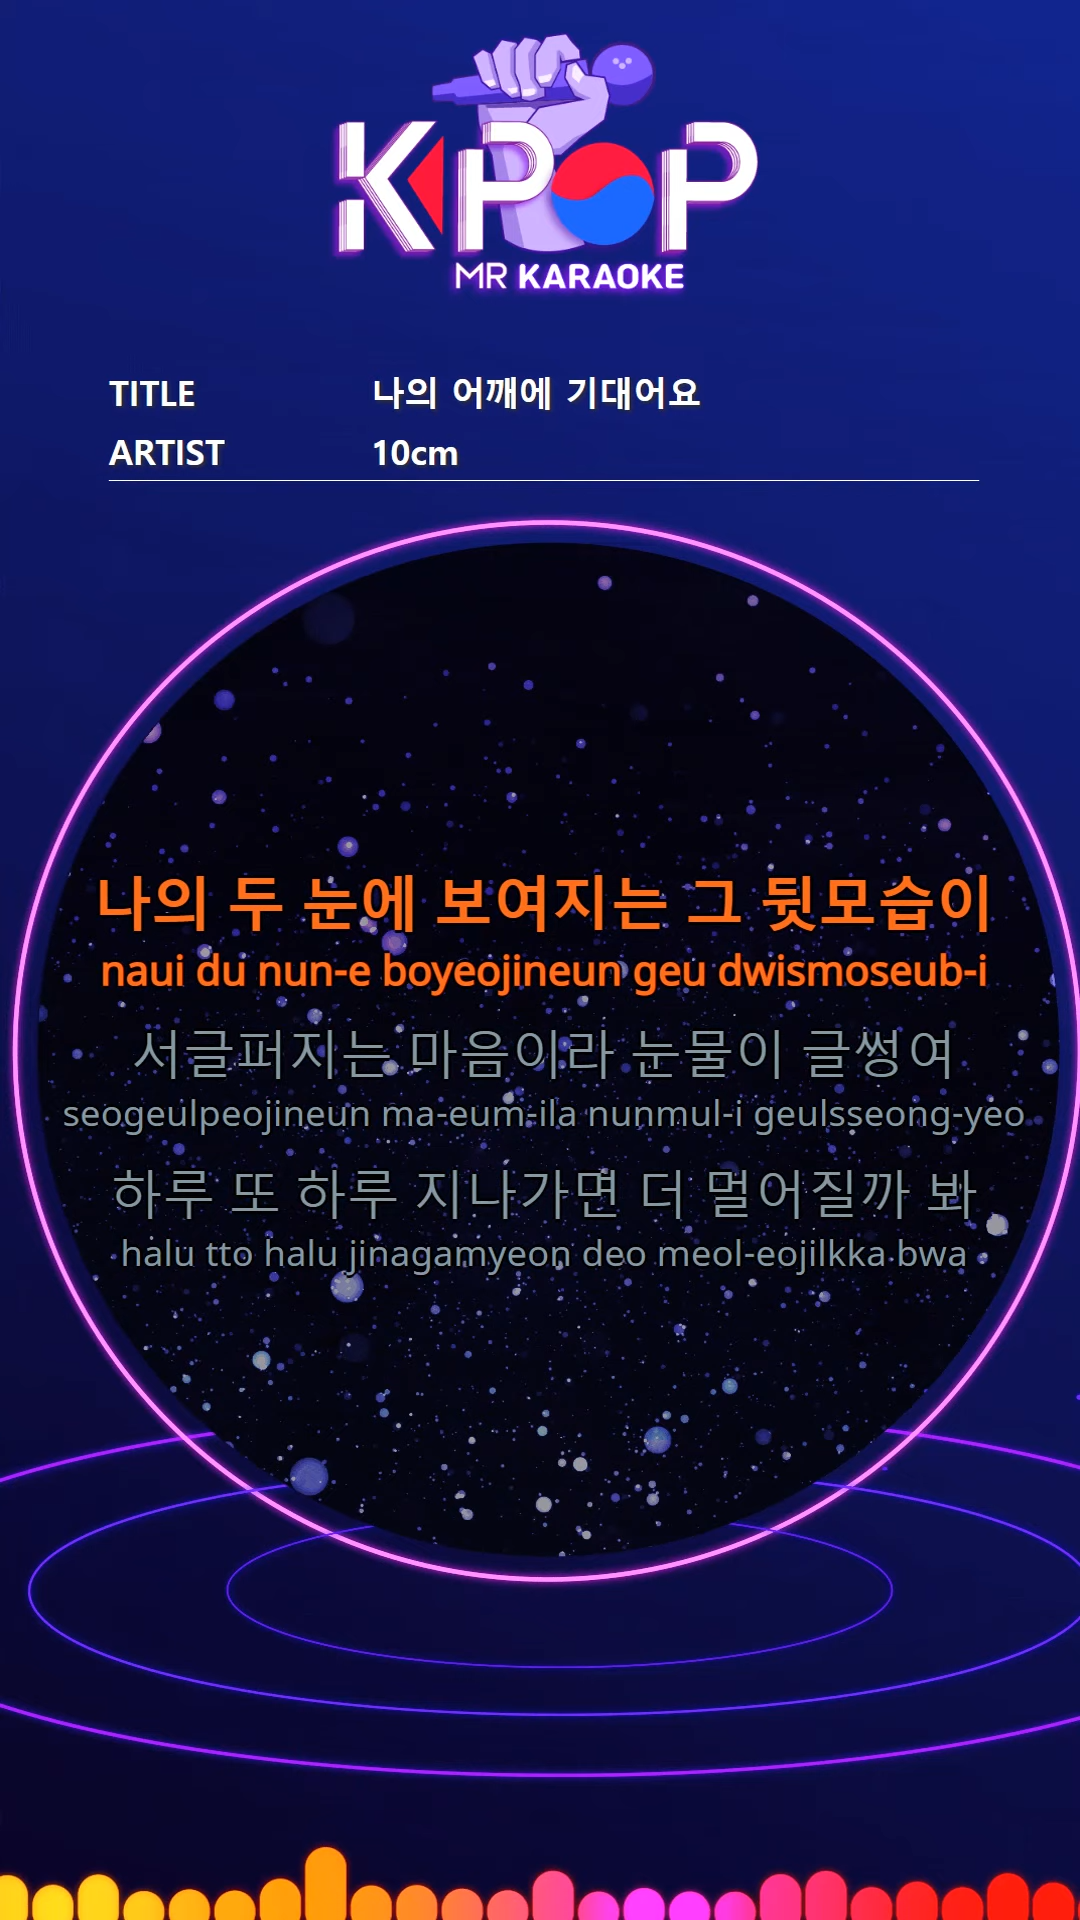 KPOP
MR KARAOKE
TITLE 나의 어깨에 기대어요
ARTIST 10cm
나의 두 눈에 보여지는 그 뒷모습이
naui du nun-e boyeojineun geu dwismoseub-i
서글퍼지는 마음이라 눈물이 글썽여
seogeulpeojineun ma-eum-ila nunmul-i geulsseong-yeo
하루 또 하루 지나가면 더 멀어질까 봐
halu tto halu jinagamyeon deo meol-eojilkka bwa